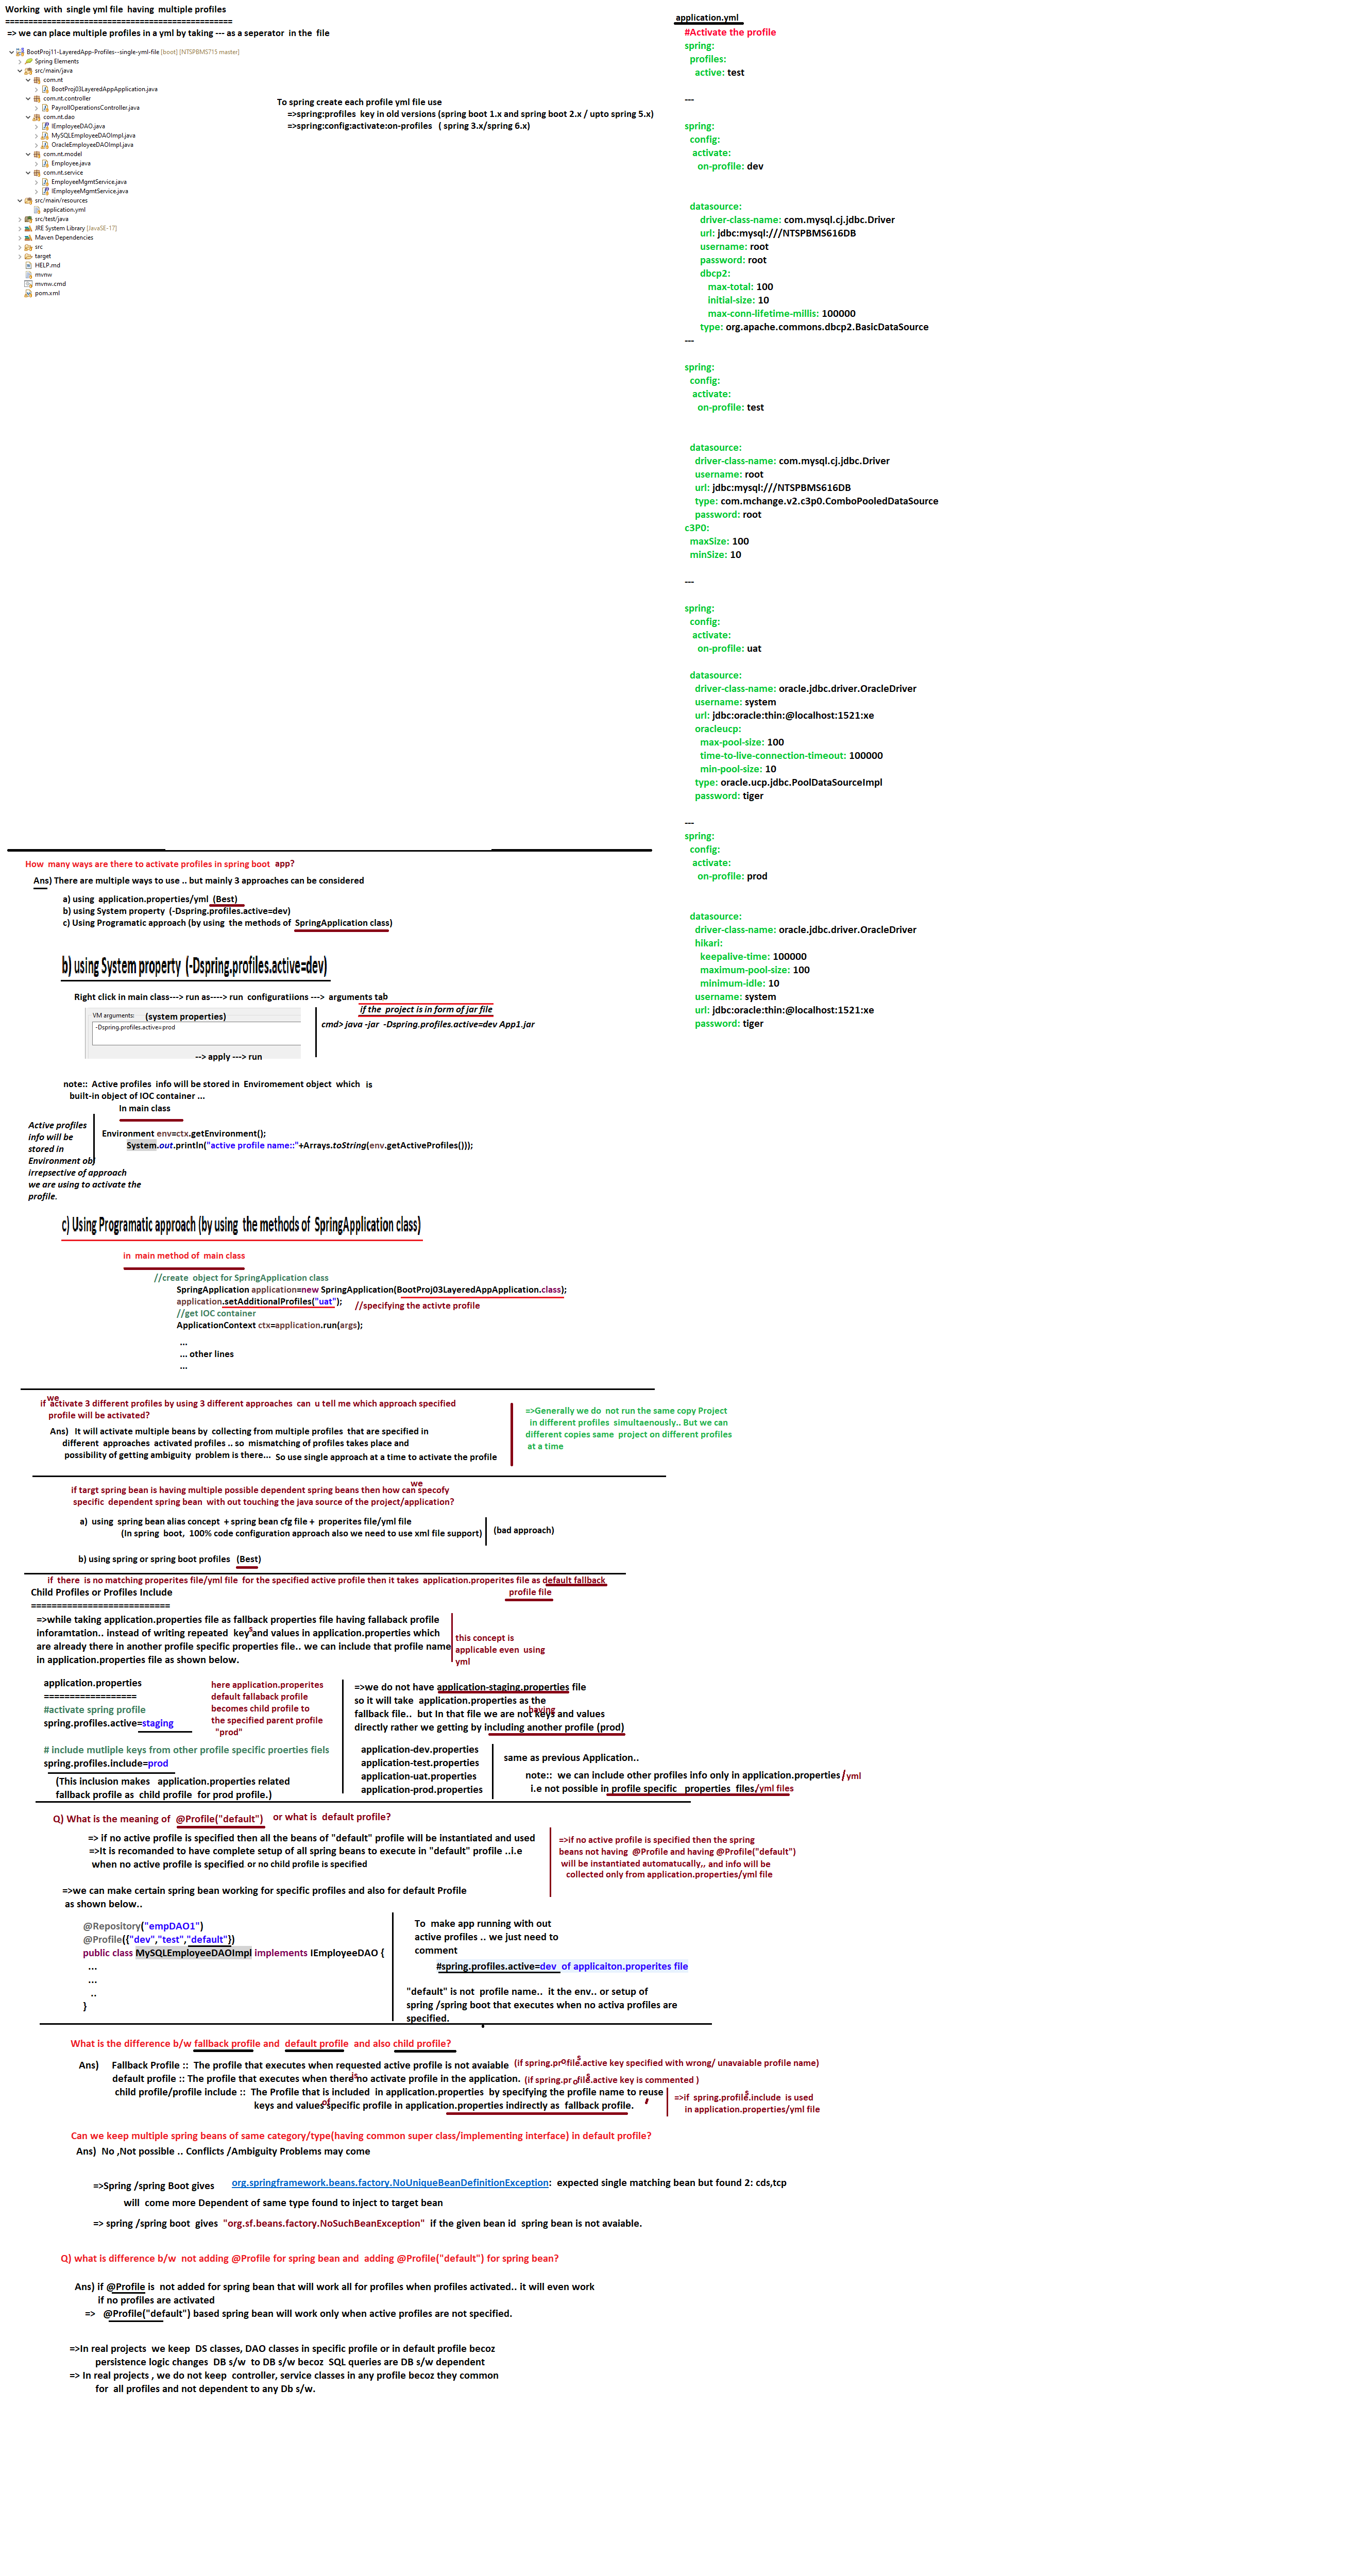 Working with single yml file having multiple profiles
=================================================
=> we can place multiple profiles in a yml by taking --- as a seperator in the file
BootProj11-LayeredApp-Profiles--single-yml-file [boot] [NTSPBMS715 master]
Spring Elements
src/main/java
com.nt
BootProj03LayeredAppApplication.java
com.nt.controller
PayrollOperationsController.java
com.nt.dao
IEmployeeDAO.java
MySQLEmployeeDAOImpl.java
OracleEmployeeDAOImpl.java
com.nt.model
Employee.java
com.nt.service
EmployeeMgmtService.java
IEmployeeMgmtService.java
src/main/resources
application.yml
src/test/java
JRE System Library [JavaSE-17]
Maven Dependencies
src
target
HELP.md
mvnw
mvnw.cmd
pom.xml
To spring create each profile yml file use
=>spring:profiles key in old versions (spring boot 1.x and spring boot 2.x / upto spring 5.x)
=>spring:config:activate:on-profiles ( spring 3.x/spring 6.x)
application.yml
#Activate the profile
spring:
profiles:
active: test
---
spring:
config:
activate:
on-profile: dev
datasource:
driver-class-name: com.mysql.cj.jdbc.Driver
url: jdbc:mysql:///NTSPBMS616DB
username: root
password: root
dbcp2:
max-total: 100
initial-size: 10
max-conn-lifetime-millis: 100000
type: org.apache.commons.dbcp2.BasicDataSource
---
spring:
config:
activate:
on-profile: test
datasource:
driver-class-name: com.mysql.cj.jdbc.Driver
username: root
url: jdbc:mysql:///NTSPBMS616DB
type: com.mchange.v2.c3p0.ComboPooledDataSource
password: root
c3P0:
maxSize: 100
minSize: 10
---
spring:
config:
activate:
on-profile: uat
datasource:
driver-class-name: oracle.jdbc.driver.OracleDriver
username: system
url: jdbc:oracle:thin:@localhost:1521:xe
oracleucp:
max-pool-size: 100
time-to-live-connection-timeout: 100000
min-pool-size: 10
type: oracle.ucp.jdbc.PoolDataSourceImpl
password: tiger
---
spring:
config:
activate:
on-profile: prod
datasource:
driver-class-name: oracle.jdbc.driver.OracleDriver
hikari:
keepalive-time: 100000
maximum-pool-size: 100
minimum-idle: 10
username: system
url: jdbc:oracle:thin:@localhost:1521:xe
password: tiger
How many ways are there to activate profiles in spring boot app?
Ans) There are multiple ways to use .. but mainly 3 approaches can be considered
a) using application.properties/yml (Best)
b) using System property (-Dspring.profiles.active=dev)
c) Using Programatic approach (by using the methods of SpringApplication class)
b) using System property (-Dspring.profiles.active=dev)
Right click in main class---> run as----> run configuratiions ---> arguments tab
VM arguments: (system properties)
-Dspring.profiles.active=prod
--> apply ---> run
if the project is in form of jar file
cmd> java -jar -Dspring.profiles.active=dev App1.jar
note:: Active profiles info will be stored in Enviromement object which is
built-in object of IOC container ...
In main class
Active profiles
info will be
stored in
Environment obj
irrepsective of approach
we are using to activate the
profile.
Environment env=ctx.getEnvironment();
System.out.println("active profile name::"+Arrays.toString(env.getActiveProfiles()));
c) Using Programatic approach (by using the methods of SpringApplication class)
in main method of main class
//create object for SpringApplication class
SpringApplication application=new SpringApplication(BootProj03LayeredAppApplication.class);
application.setAdditionalProfiles("uat"); //specifying the activte profile
//get IOC container
ApplicationContext ctx=application.run(args);
...
... other lines
...
we
if activate 3 different profiles by using 3 different approaches can u tell me which approach specified
profile will be activated?
Ans) It will activate multiple beans by collecting from multiple profiles that are specified in
different approaches activated profiles .. so mismatching of profiles takes place and
possibility of getting ambiguity problem is there... So use single approach at a time to activate the profile
=>Generally we do not run the same copy Project
in different profiles simultaenously.. But we can
different copies same project on different profiles
at a time
we
if targt spring bean is having multiple possible dependent spring beans then how can specofy
specific dependent spring bean with out touching the java source of the project/application?
a) using spring bean alias concept + spring bean cfg file + properites file/yml file
(In spring boot, 100% code configuration approach also we need to use xml file support) (bad approach)
b) using spring or spring boot profiles (Best)
if there is no matching properites file/yml file for the specified active profile then it takes application.properites file as default fallback
profile file
Child Profiles or Profiles Include
===========================
=>while taking application.properties file as fallback properties file having fallaback profile
inforamtation.. instead of writing repeated keys and values in application.properties which
are already there in another profile specific properties file.. we can include that profile name
in application.properties file as shown below.
this concept is
applicable even using
yml
application.properties
==================
#activate spring profile
spring.profiles.active=staging
# include mutliple keys from other profile specific proerties fiels
spring.profiles.include=prod
(This inclusion makes application.properties related
fallback profile as child profile for prod profile.)
here application.properites
default fallaback profile
becomes child profile to
the specified parent profile
"prod"
=>we do not have application-staging.properties file
so it will take application.properties as the
fallback file.. but In that file we are not having keys and values
directly rather we getting by including another profile (prod)
application-dev.properties
application-test.properties
application-uat.properties
application-prod.properties
same as previous Application..
note:: we can include other profiles info only in application.properties/yml
i.e not possible in profile specific properties files/yml files
Q) What is the meaning of @Profile("default") or what is default profile?
=> if no active profile is specified then all the beans of "default" profile will be instantiated and used
=>It is recomanded to have complete setup of all spring beans to execute in "default" profile ..i.e
when no active profile is specified or no child profile is specified
=>if no active profile is specified then the spring
beans not having @Profile and having @Profile("default")
will be instantiated automatucally,, and info will be
collected only from application.properties/yml file
=>we can make certain spring bean working for specific profiles and also for default Profile
as shown below..
@Repository("empDAO1")
@Profile({"dev","test","default"})
public class MySQLEmployeeDAOImpl implements IEmployeeDAO {
...
...
..
}
To make app running with out
active profiles .. we just need to
comment
#spring.profiles.active=dev of applicaiton.properites file
"default" is not profile name.. it the env.. or setup of
spring /spring boot that executes when no activa profiles are
specified.
What is the difference b/w fallback profile and default profile and also child profile?
Ans) Fallback Profile :: The profile that executes when requested active profile is not avaiable (if spring.profiles.active key specified with wrong/ unavaiable profile name)
default profile :: The profile that executes when there is no activate profile in the application. (if spring.profiles.active key is commented )
child profile/profile include :: The Profile that is included in application.properties by specifying the profile name to reuse
keys and values of specific profile in application.properties indirectly as fallback profile.
=>if spring.profiles.include is used
in application.properties/yml file
Can we keep multiple spring beans of same category/type(having common super class/implementing interface) in default profile?
Ans) No ,Not possible .. Conflicts /Ambiguity Problems may come
=>Spring /spring Boot gives org.springframework.beans.factory.NoUniqueBeanDefinitionException: expected single matching bean but found 2: cds,tcp
will come more Dependent of same type found to inject to target bean
=> spring /spring boot gives "org.sf.beans.factory.NoSuchBeanException" if the given bean id spring bean is not avaiable.
Q) what is difference b/w not adding @Profile for spring bean and adding @Profile("default") for spring bean?
Ans) if @Profile is not added for spring bean that will work all for profiles when profiles activated.. it will even work
if no profiles are activated
=> @Profile("default") based spring bean will work only when active profiles are not specified.
=>In real projects we keep DS classes, DAO classes in specific profile or in default profile becoz
persistence logic changes DB s/w to DB s/w becoz SQL queries are DB s/w dependent
=> In real projects , we do not keep controller, service classes in any profile becoz they common
for all profiles and not dependent to any Db s/w.